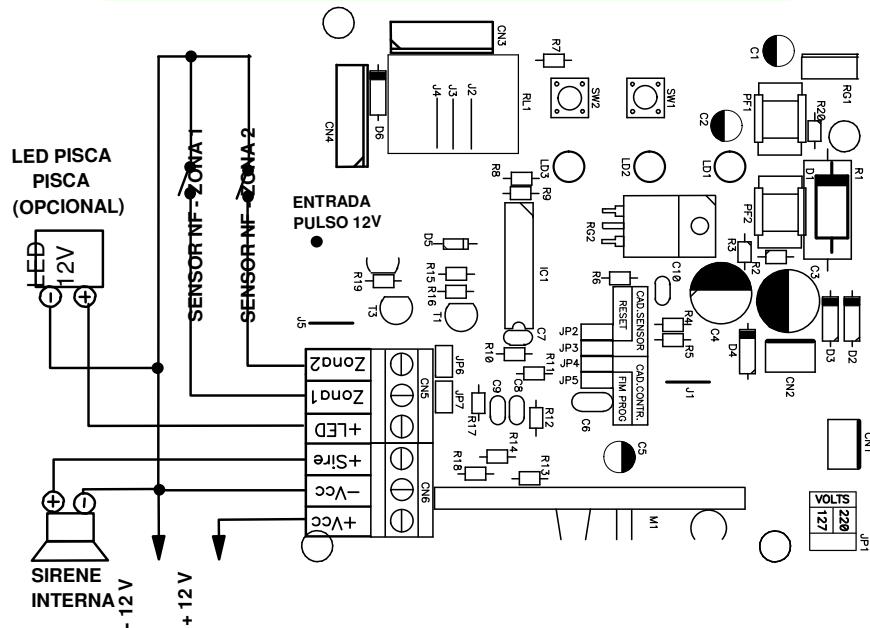 LED PISCA
PISCA
(OPCIONAL)
LED
12V
SENSOR NF - ZONA 1
SENSOR NF - ZONA 2
ENTRADA
PULSO 12V
SIRENE
INTERNA
- 12 V
+ 12 V
CN3
CN4
D6
J4
J3
J2
RL1
R7
SW2
SW1
C1
RG1
C2
PF1
R20
LD3
LD2
LD1
R8
R9
D1
R1
RG2
PF2
D5
IC1
R3
R2
R19
R15
R16
R6
C10
C3
T3
T1
J5
C7
JP2
JP3
JP4
JP5
RESET
CAD.SENSOR
FIM PROG
CAD.CONTR.
R4
R5
C4
D4
D3
D2
R10
R11
J1
CN2
Zona2
Zona1
+LED
+Sire
-Vcc
+Vcc
CN5
CN6
JP6
JP7
R17
C9
C8
R12
C6
R14
R18
R13
C5
CN1
M1
VOLTS
127
220
JP1